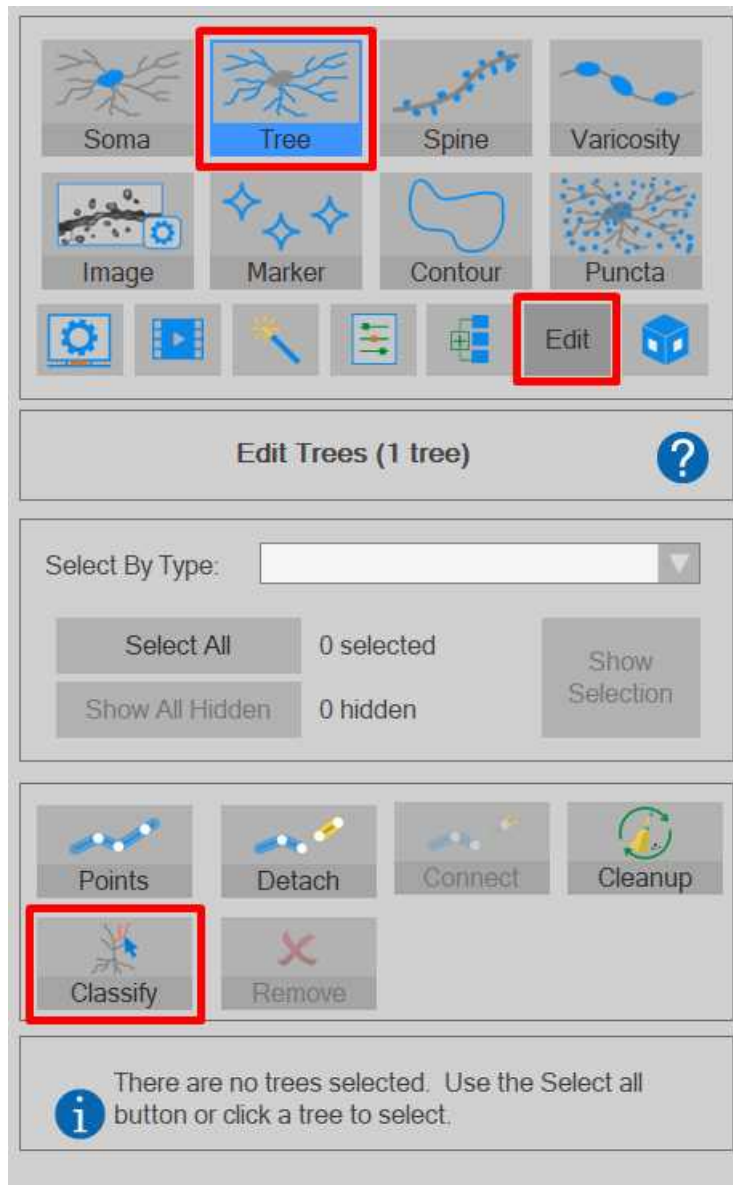 Soma Tree Spine Varicosity
Image Marker Contour Puncta
Edit
Edit Trees (1 tree)
?
Select By Type:
Select All 0 selected
Show
Selection
Show All Hidden 0 hidden
Points Detach Connect Cleanup
Classify Remove
i
There are no trees selected. Use the Select all
button or click a tree to select.